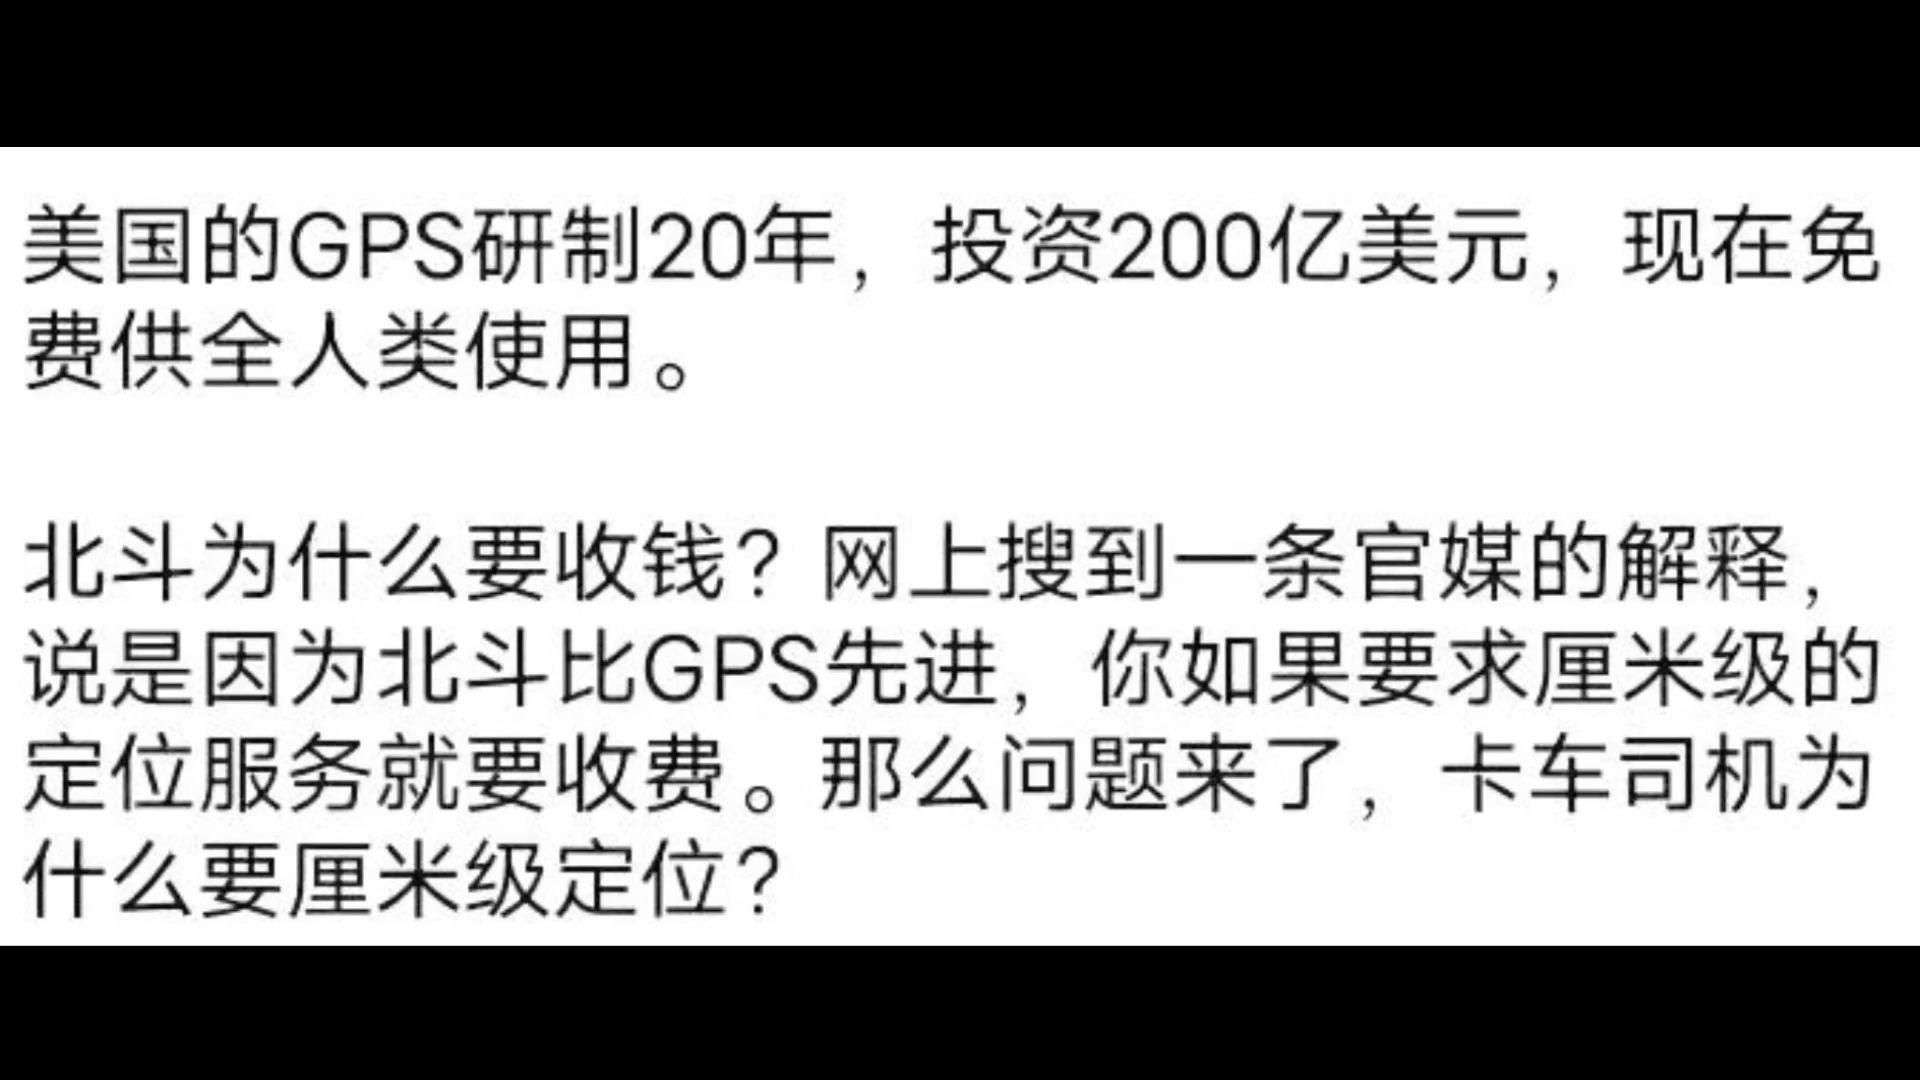 美国的GPS研制20年，投资200亿美元，现在免
费供全人类使用。
北斗为什么要收钱？网上搜到一条官媒的解释，
说是因为北斗比GPS先进，你如果要求厘米级的
定位服务就要收费。那么问题来了，卡车司机为
什么要厘米级定位？